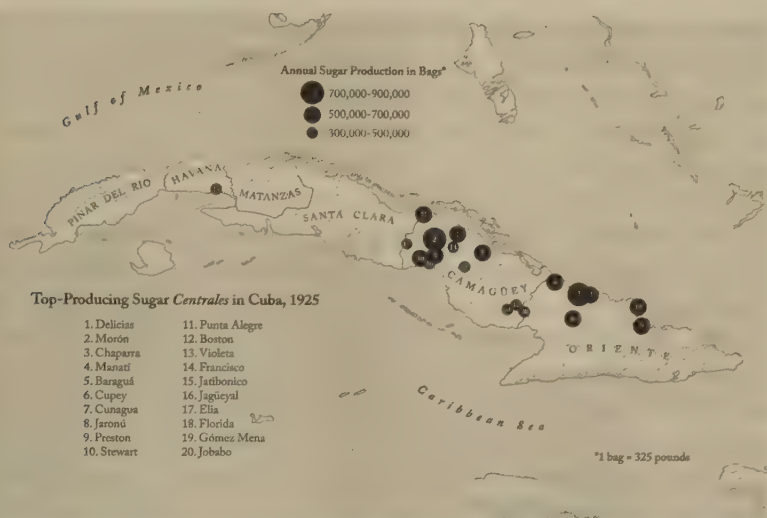 Annual Sugar Production in Bags*
700,000-900,000
500,000-700,000
300,000-500,000
Gulf of Mexico
PINAR DEL RIO
HAVANA
MATANZAS
SANTA CLARA
CAMAGÜEY
ORIENTE
Caribbean Sea
Top-Producing Sugar Centrales in Cuba, 1925
1. Delicias
2. Morón
3. Chaparra
4. Manatí
5. Baraguá
6. Cupey
7. Cunagua
8. Jaronú
9. Preston
10. Stewart
11. Punta Alegre
12. Boston
13. Violeta
14. Francisco
15. Jatibonico
16. Jagüeyal
17. Elia
18. Florida
19. Gómez Mena
20. Jobabo
*1 bag = 325 pounds